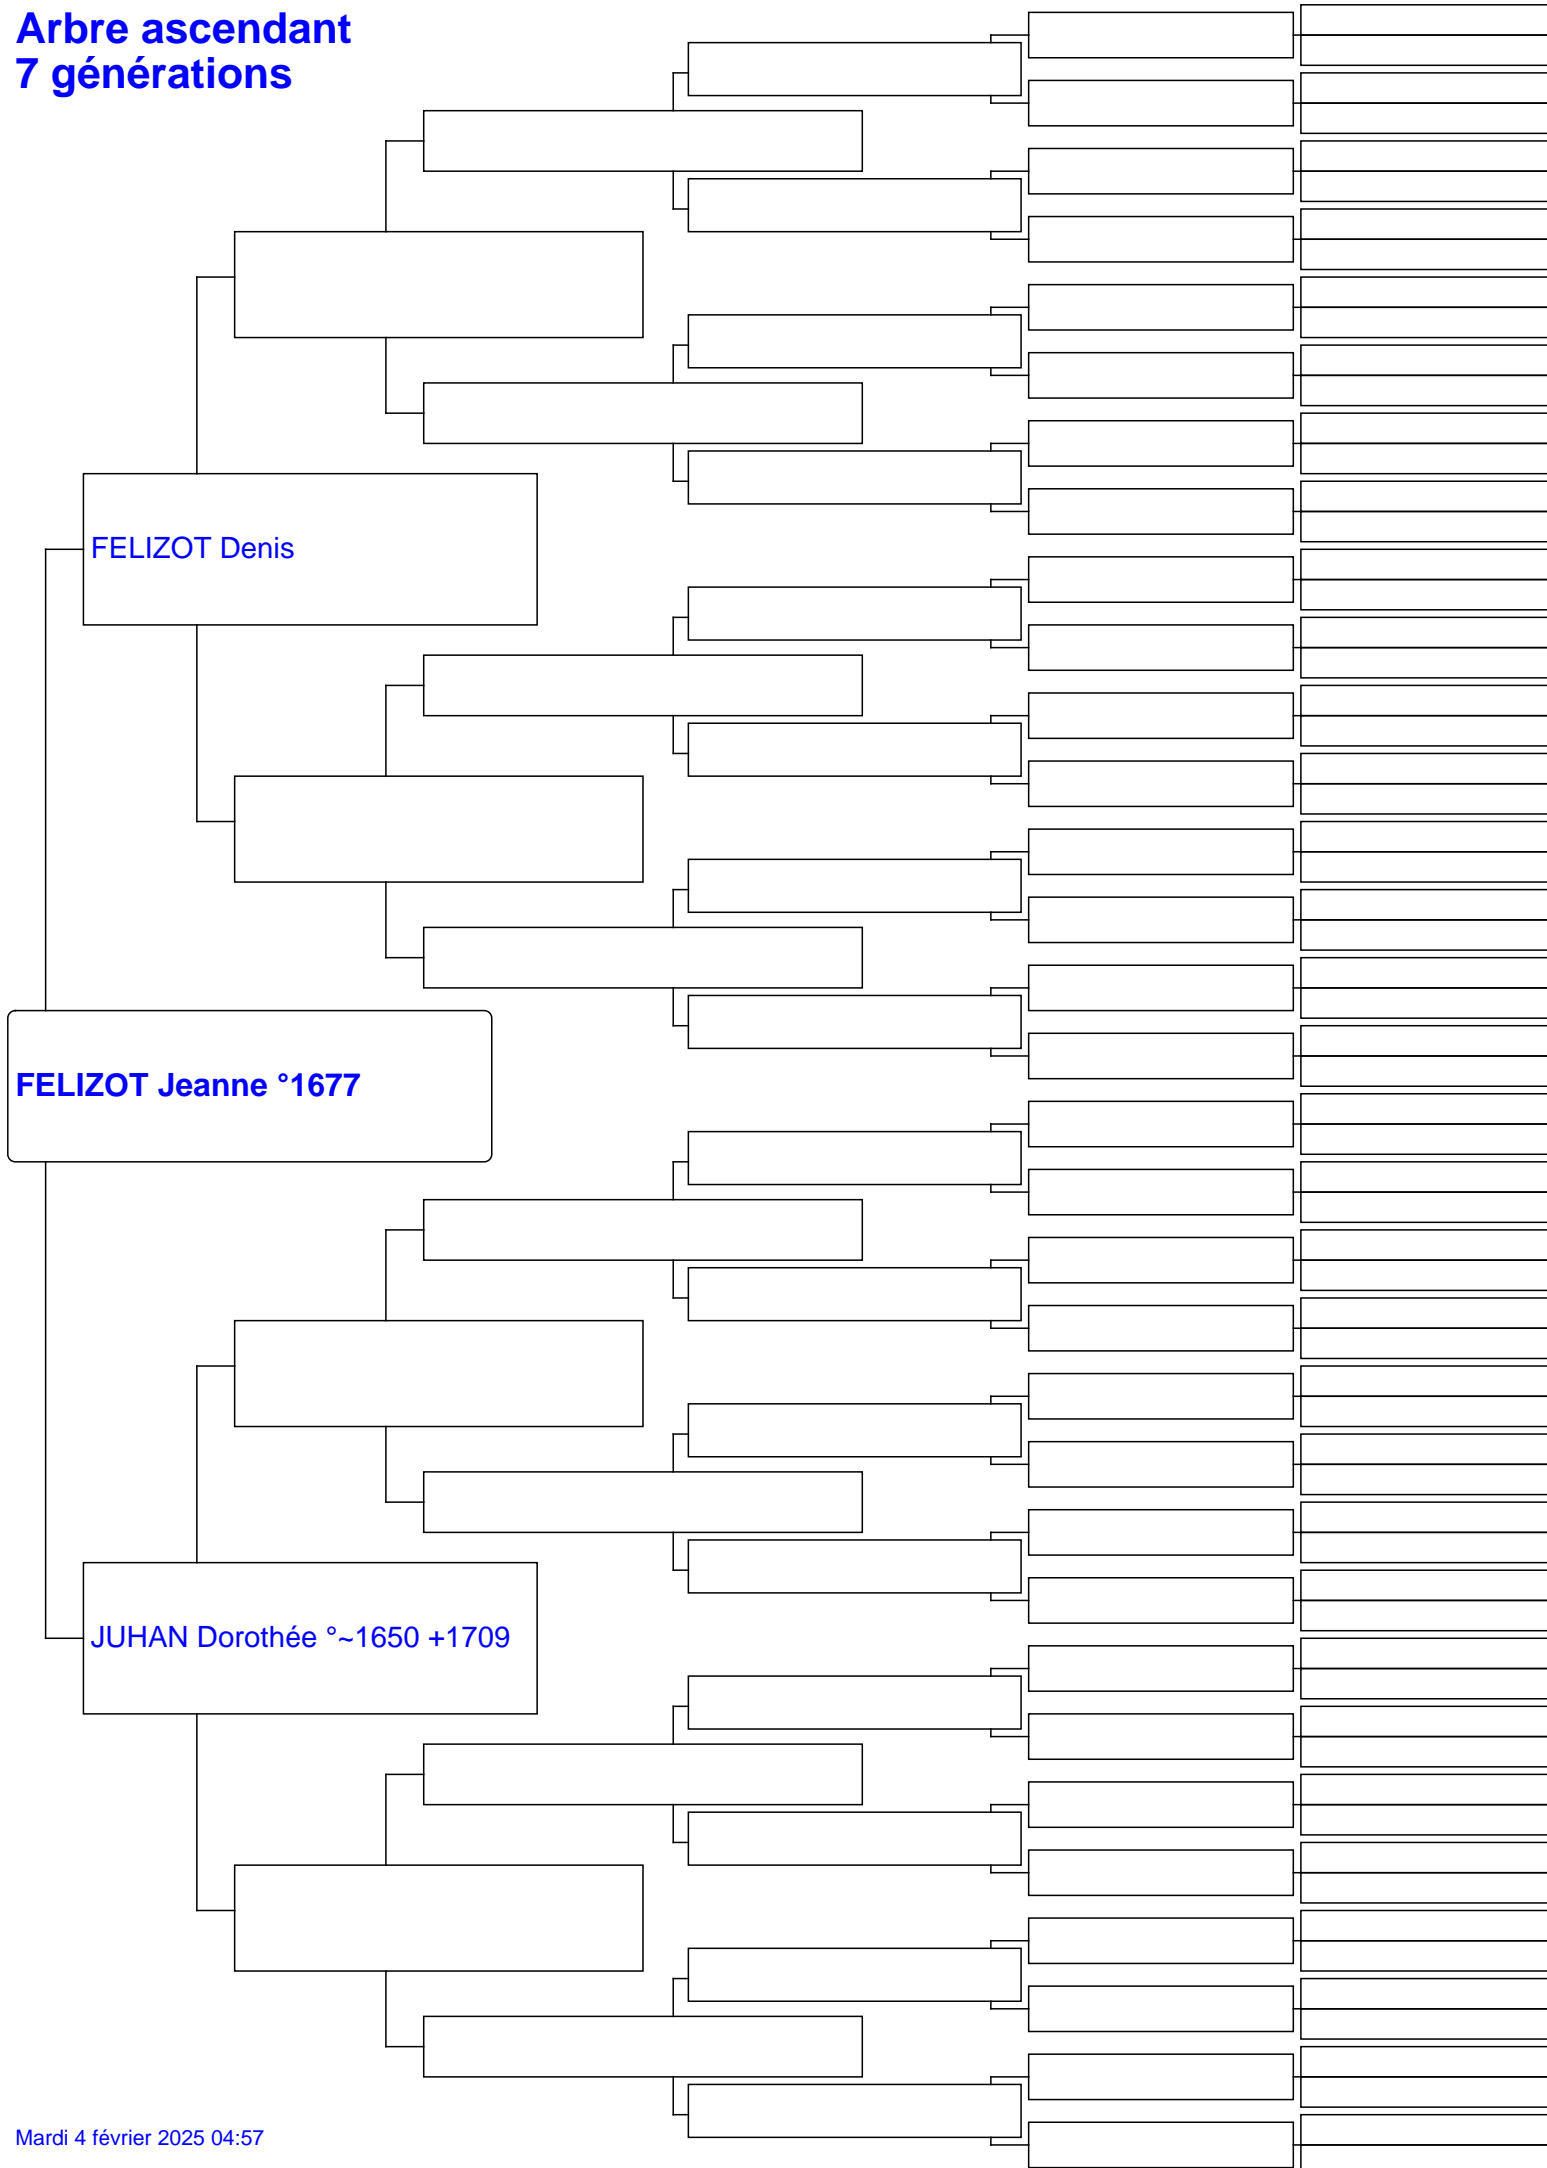 Arbre ascendant
7 générations
FELIZOT Denis
FELIZOT Jeanne °1677
JUHAN Dorothée °~1650 +1709
Mardi 4 février 2025 04:57